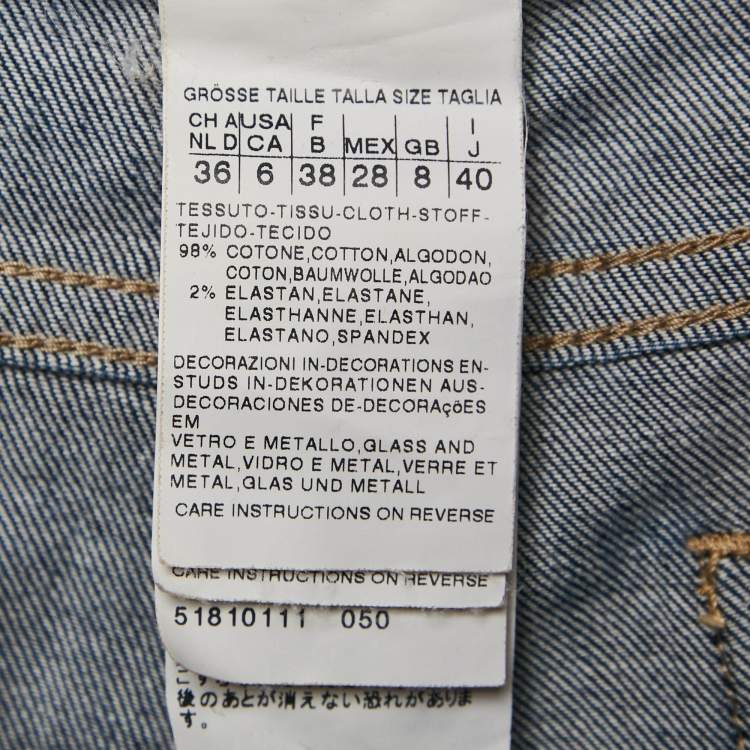 GRÖSSE TAILLE TALLA SIZE TAGLIA
CH A USA F I
NL D CA B MEX GB J
36 6 38 28 8 40
TESSUTO-TISSU-CLOTH-STOFF-
TEJIDO-TECIDO
98% COTONE,COTTON,ALGODON,
COTON,BAUMWOLLE,ALGODAO
2% ELASTAN,ELASTANE,
ELASTHANNE,ELASTHAN,
ELASTANO,SPANDEX
DECORAZIONI IN-DECORATIONS EN-
STUDS IN-DEKORATIONEN AUS-
DECORACIONES DE-DECORAçöES
EM
VETRO E METALLO,GLASS AND
METAL,VIDRO E METAL,VERRE ET
METAL,GLAS UND METALL
CARE INSTRUCTIONS ON REVERSE
CARE INSTRUCTIONS ON REVERSE
51810111 050
後のあとが消えない恐れがありま
す。